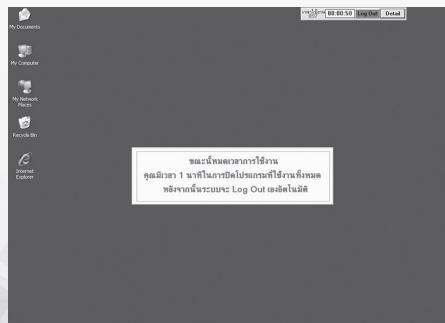 My Documents
00:00:50
Log Out
Detail
My Computer
My Network
Places
Recycle Bin
Internet
Explorer
ขณะนี้หมดเวลาการใช้งาน
คุณมีเวลา 1 นาทีในการปิดโปรแกรมที่ใช้งานทั้งหมด
หลังจากนั้นระบบจะ Log Out เองอัตโนมัติ